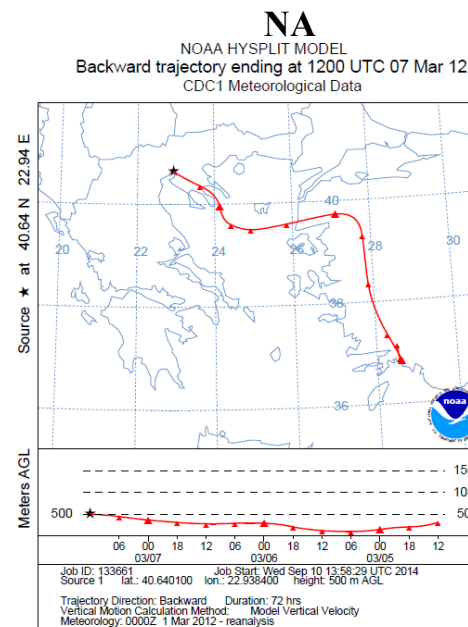 NA
NOAA HYSPLIT MODEL
Backward trajectory ending at 1200 UTC 07 Mar 12
CDC1 Meteorological Data
Source ★ at 40.64 N 22.94 E
20
22
24
26
28
30
40
38
36
noaa
Meters AGL
500
15
10
50
06 00 18 12 06 00 18 12 06 00 18 12
03/07 03/06 03/05
Job ID: 133661 Job Start: Wed Sep 10 13:58:29 UTC 2014
Source 1 lat.: 40.640100 lon.: 22.938400 height: 500 m AGL
Trajectory Direction: Backward Duration: 72 hrs
Vertical Motion Calculation Method: Model Vertical Velocity
Meteorology: 0000Z 1 Mar 2012 - reanalysis